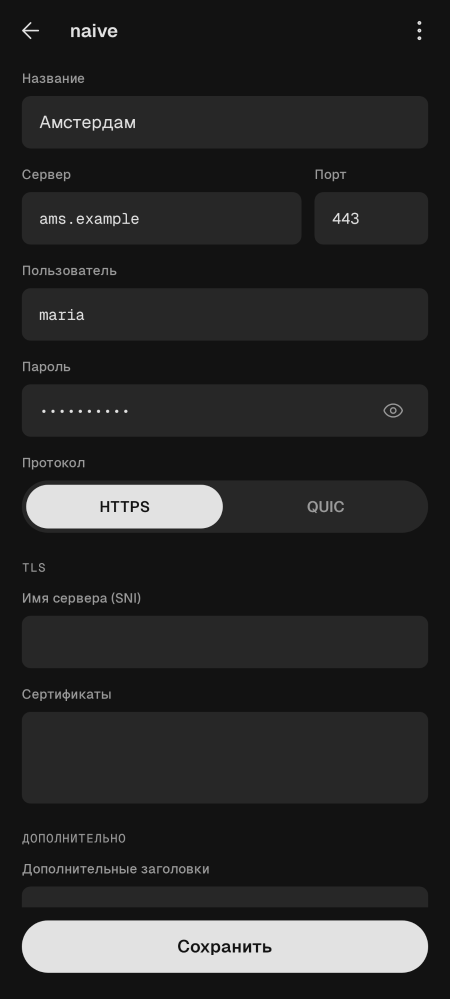 naive
Название
Амстердам
Сервер
Порт
ams.example
443
Пользователь
maria
Пароль
••••••••••
Протокол
HTTPS
QUIC
TLS
Имя сервера (SNI)
Сертификаты
ДОПОЛНИТЕЛЬНО
Дополнительные заголовки
Сохранить